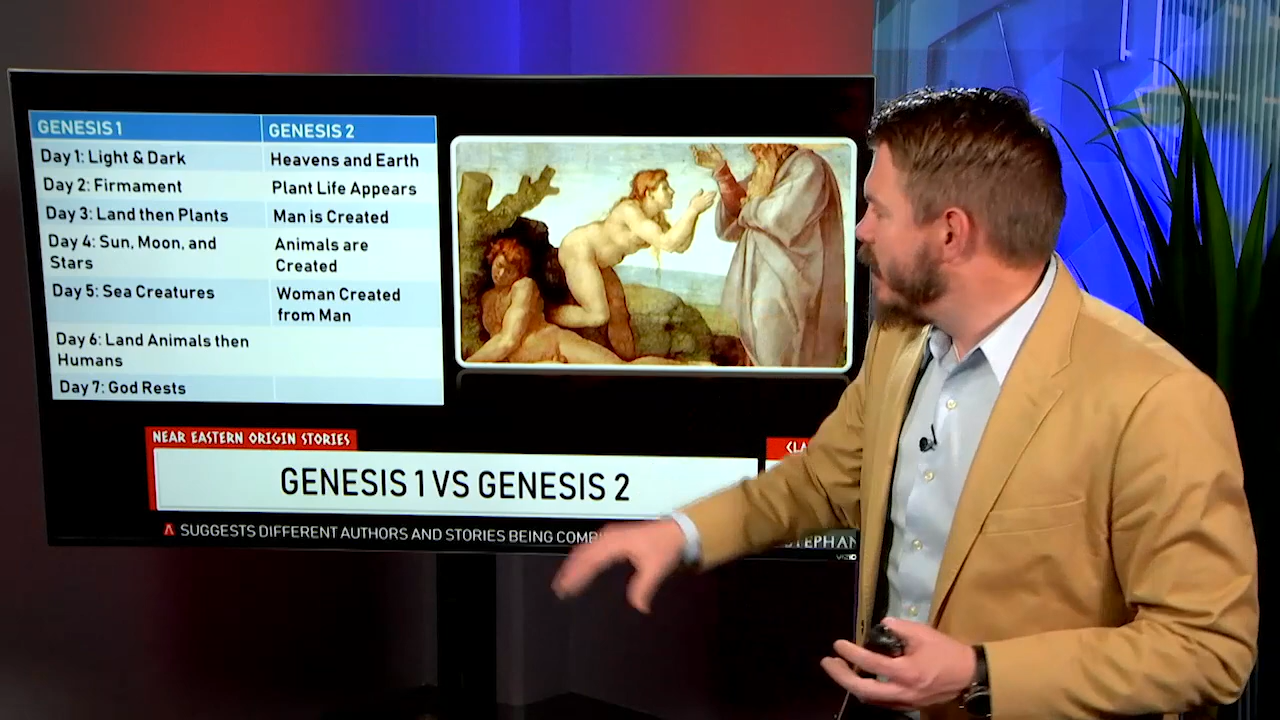 GENESIS 1
GENESIS 2
Day 1: Light & Dark
Heavens and Earth
Day 2: Firmament
Plant Life Appears
Day 3: Land then Plants
Man is Created
Day 4: Sun, Moon, and
Stars
Animals are
Created
Day 5: Sea Creatures
Woman Created
from Man
Day 6: Land Animals then
Humans
Day 7: God Rests
NEAR EASTERN ORIGIN STORIES
GENESIS 1 VS GENESIS 2
SUGGESTS DIFFERENT AUTHORS AND STORIES BEING